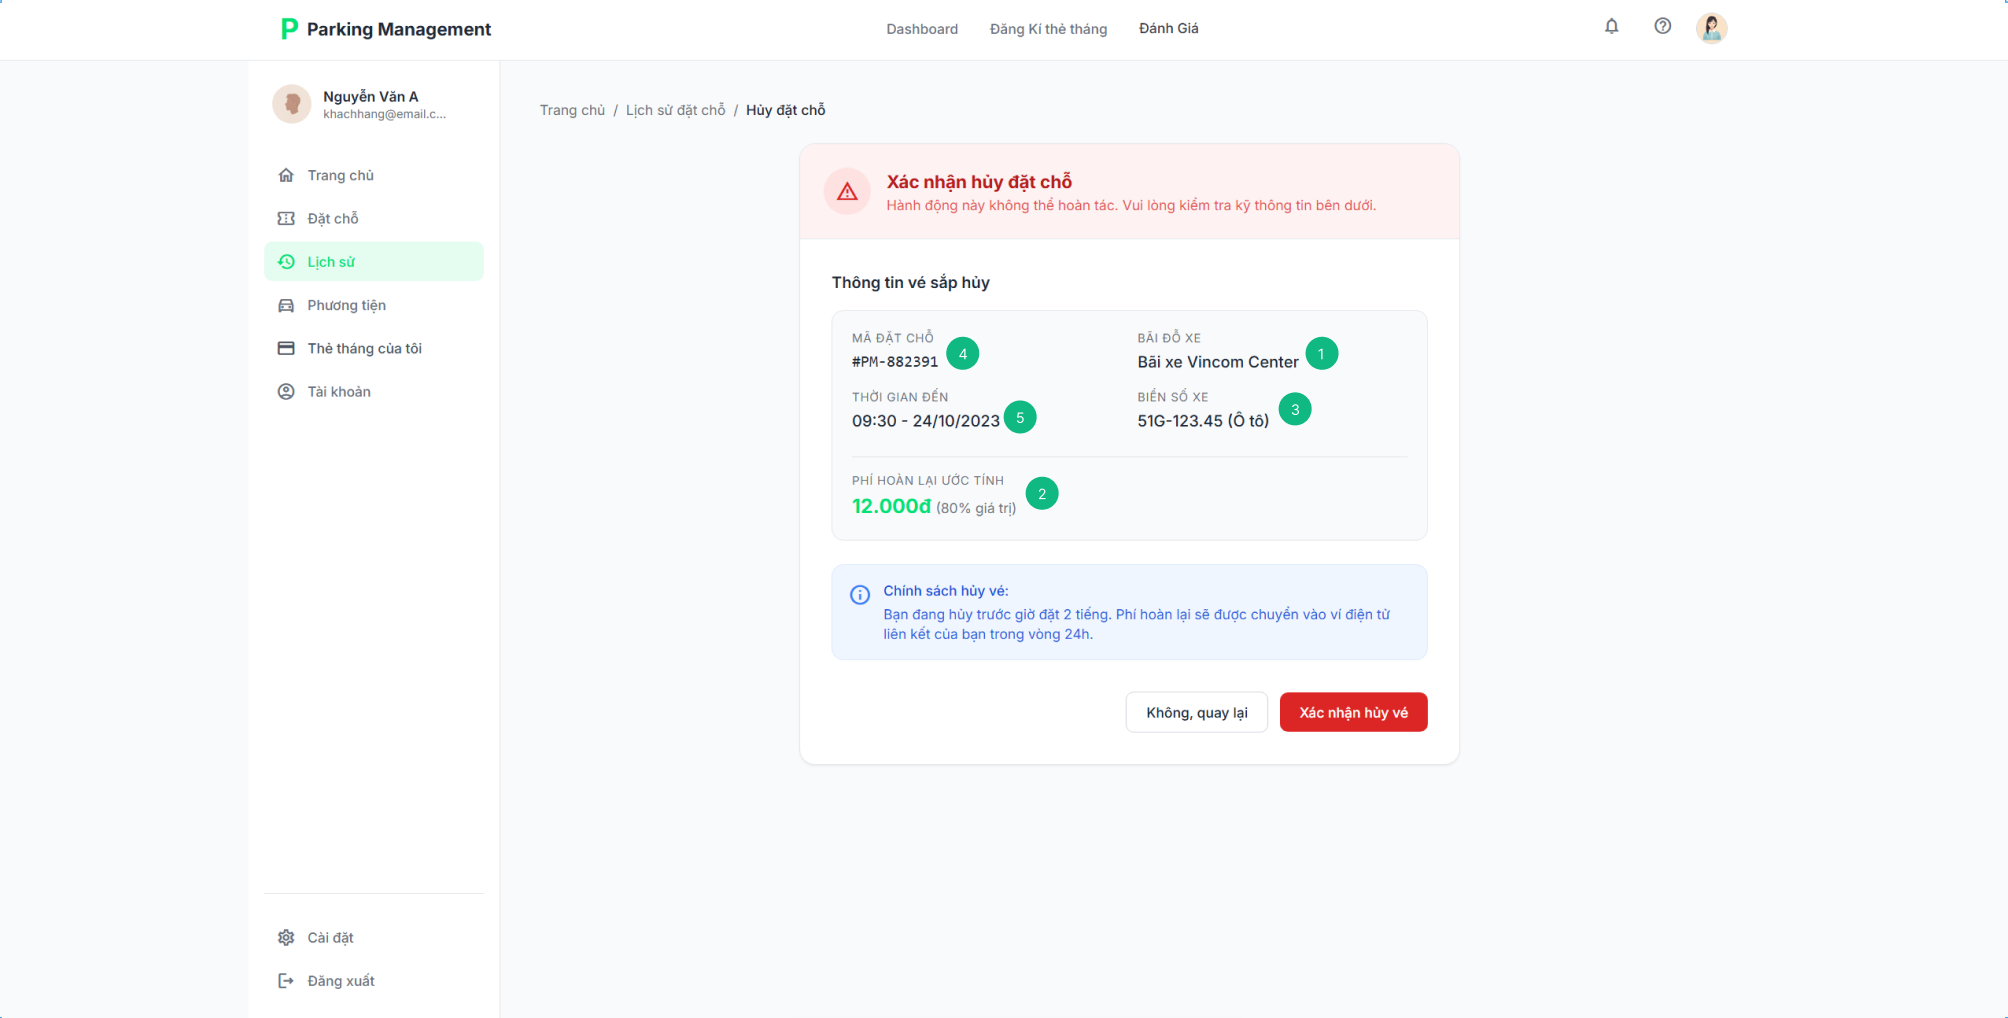 P Parking Management
Dashboard
Đăng Kí thẻ tháng
Đánh Giá
Nguyễn Văn A
khachhang@email.c...
Trang chủ
Đặt chỗ
Lịch sử
Phương tiện
Thẻ tháng của tôi
Tài khoản
Cài đặt
Đăng xuất
Trang chủ / Lịch sử đặt chỗ / Hủy đặt chỗ
Xác nhận hủy đặt chỗ
Hành động này không thể hoàn tác. Vui lòng kiểm tra kỹ thông tin bên dưới.
Thông tin vé sắp hủy
MÃ ĐẶT CHỖ
#PM-882391
4
BÃI ĐỖ XE
Bãi xe Vincom Center
1
THỜI GIAN ĐẾN
09:30 - 24/10/2023
5
BIỂN SỐ XE
51G-123.45 (Ô tô)
3
PHÍ HOÀN LẠI ƯỚC TÍNH
12.000đ (80% giá trị)
2
Chính sách hủy vé:
Bạn đang hủy trước giờ đặt 2 tiếng. Phí hoàn lại sẽ được chuyển vào ví điện tử
liên kết của bạn trong vòng 24h.
Không, quay lại
Xác nhận hủy vé